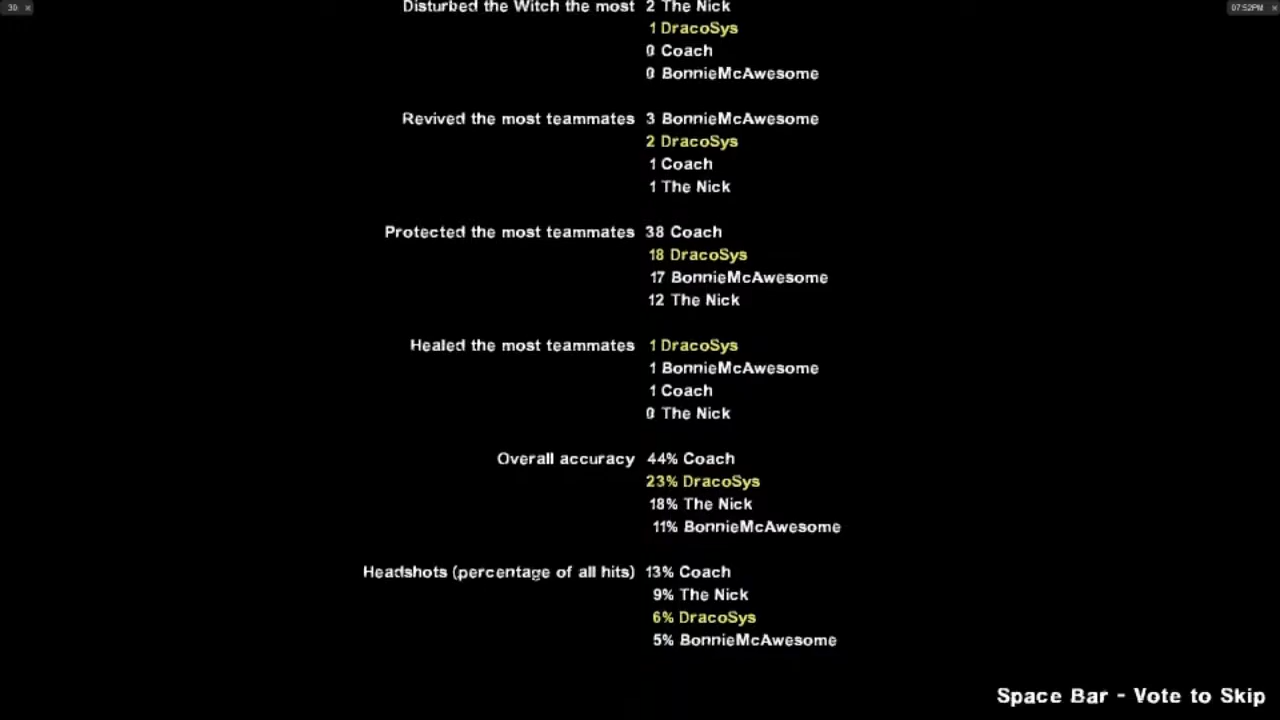 30 ×
07:52PM ×
Disturbed the Witch the most 2 The Nick
1 DracoSys
0 Coach
0 BonnieMcAwesome
Revived the most teammates 3 BonnieMcAwesome
2 DracoSys
1 Coach
1 The Nick
Protected the most teammates 38 Coach
18 DracoSys
17 BonnieMcAwesome
12 The Nick
Healed the most teammates 1 DracoSys
1 BonnieMcAwesome
1 Coach
0 The Nick
Overall accuracy 44% Coach
23% DracoSys
18% The Nick
11% BonnieMcAwesome
Headshots (percentage of all hits) 13% Coach
9% The Nick
6% DracoSys
5% BonnieMcAwesome
Space Bar - Vote to Skip